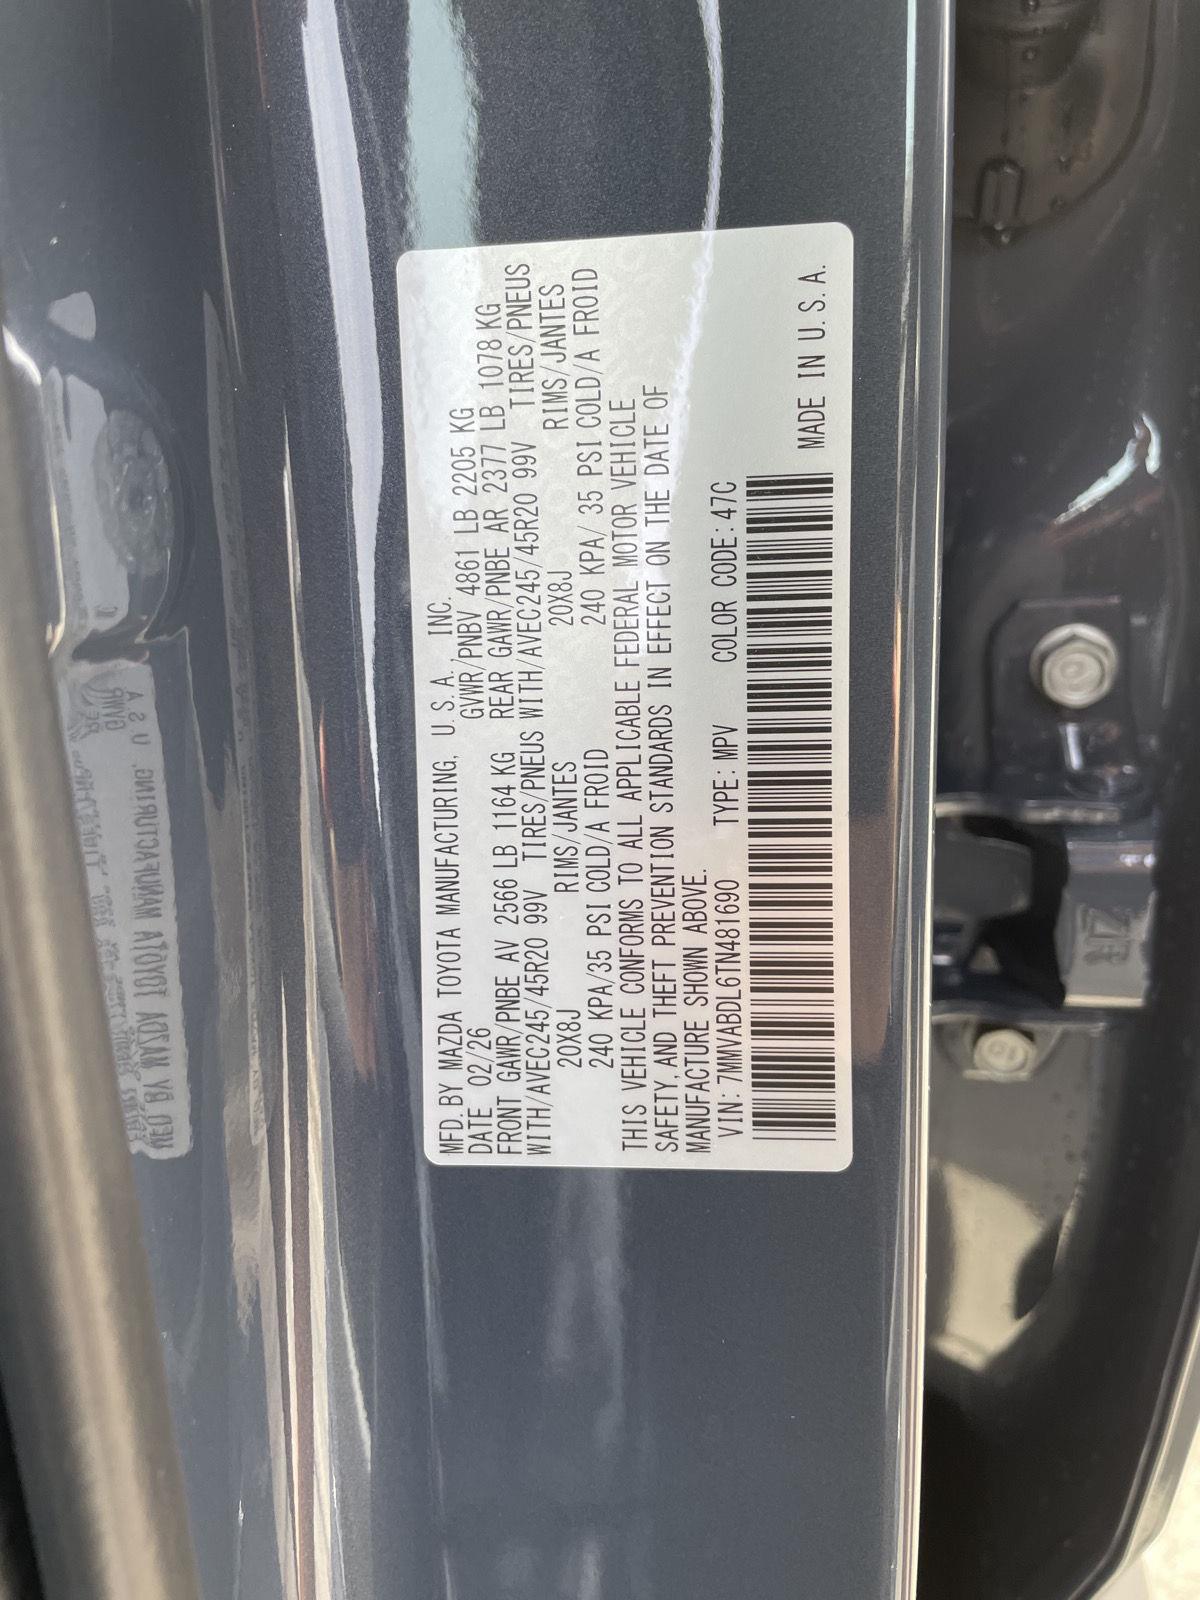 MFD. BY MAZDA TOYOTA MANUFACTURING, U.S.A., INC.
DATE 02/26 GVWR/PNBV 4861 LB 2205 KG
FRONT GAWR/PNBE AV 2566 LB 1164 KG REAR GAWR/PNBE AR 2377 LB 1078 KG
WITH/AVEC245/45R20 99V TIRES/PNEUS WITH/AVEC245/45R20 99V TIRES/PNEUS
20X8J RIMS/JANTES 20X8J RIMS/JANTES
240 KPA/35 PSI COLD/A FROID 240 KPA/ 35 PSI COLD/A FROID
THIS VEHICLE CONFORMS TO ALL APPLICABLE FEDERAL MOTOR VEHICLE
SAFETY, AND THEFT PREVENTION STANDARDS IN EFFECT ON THE DATE OF
MANUFACTURE SHOWN ABOVE.
VIN: 7MMVABDL6TN481690 TYPE: MPV COLOR CODE: 47C
MADE IN U.S.A.